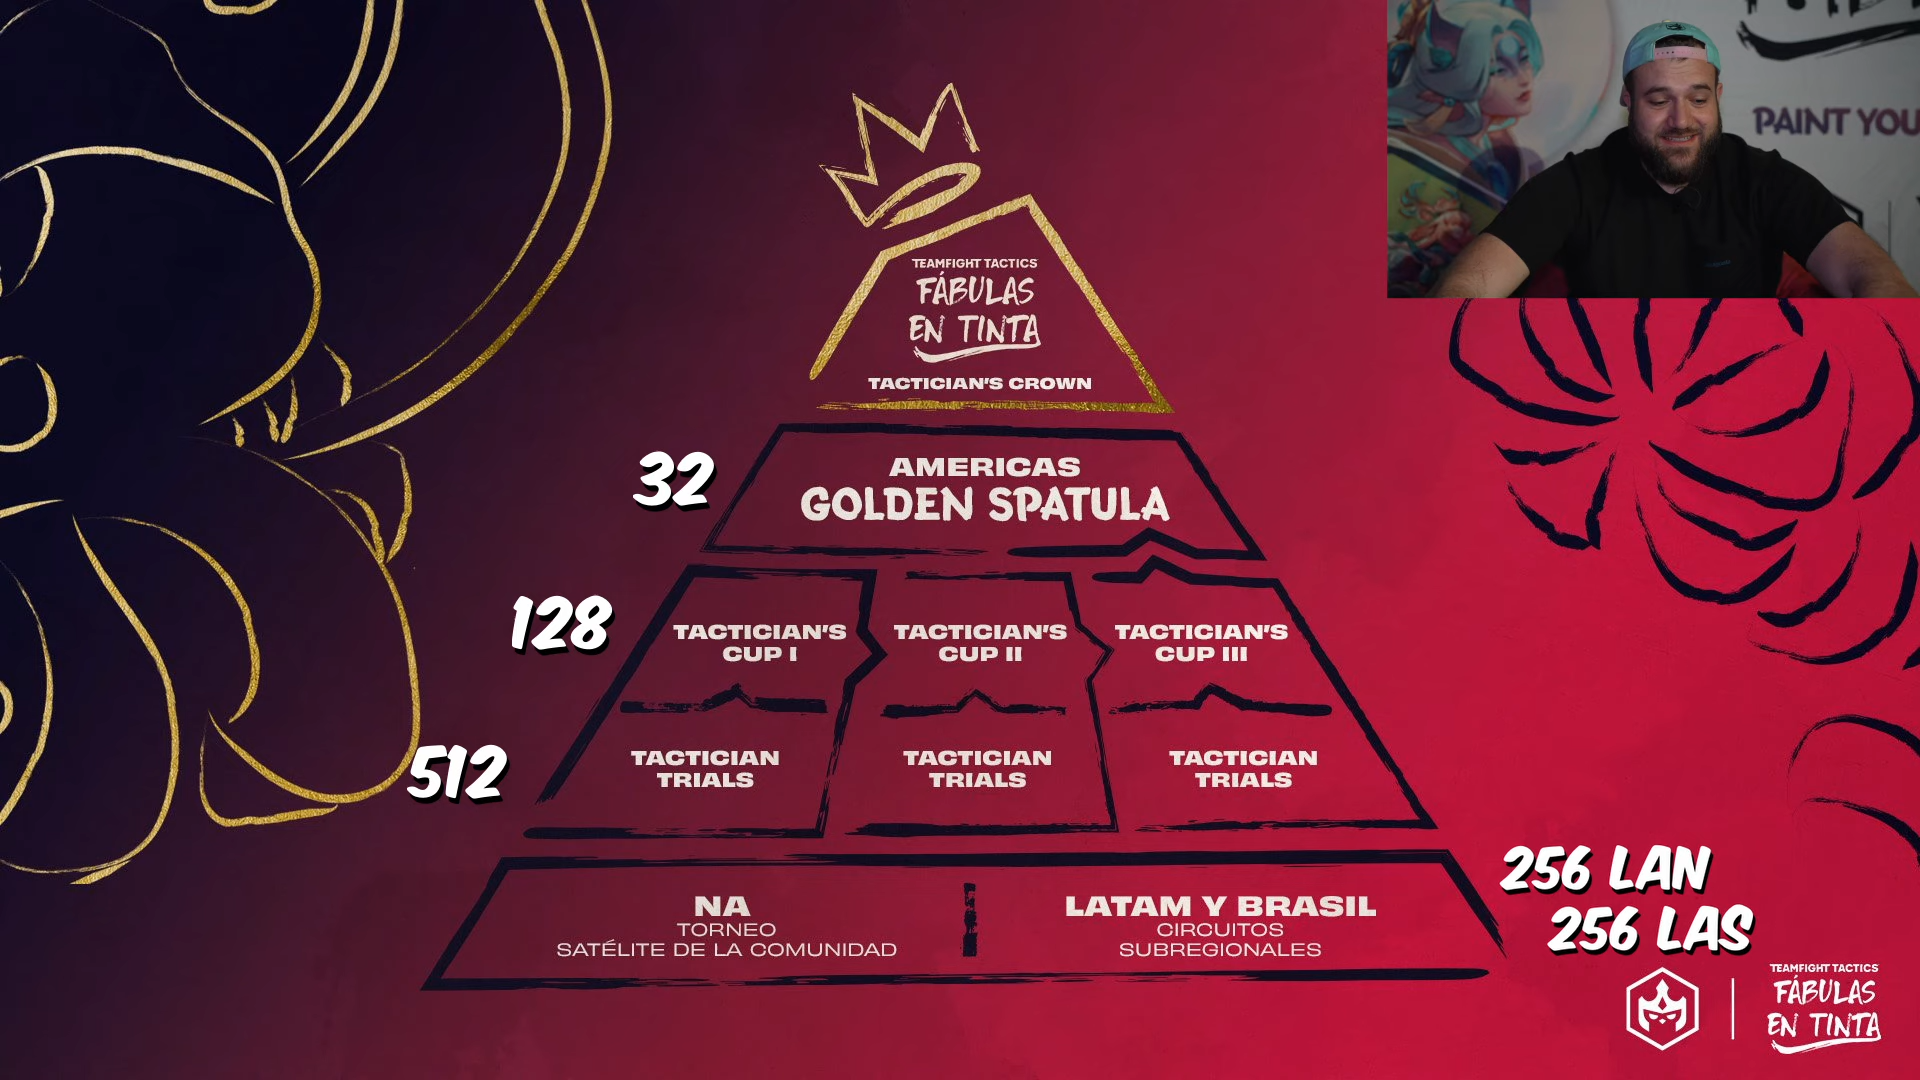 PAINT YOU
TEAMFIGHT TACTICS
FÁBULAS
EN TINTA
TACTICIAN'S CROWN
32
AMERICAS
GOLDEN SPATULA
128
TACTICIAN'S
CUP I
TACTICIAN'S
CUP II
TACTICIAN'S
CUP III
512
TACTICIAN
TRIALS
TACTICIAN
TRIALS
TACTICIAN
TRIALS
NA
TORNEO
SATÉLITE DE LA COMUNIDAD
LATAM Y BRASIL
CIRCUITOS
SUBREGIONALES
256 LAN
256 LAS
TEAMFIGHT TACTICS
FÁBULAS
EN TINTA